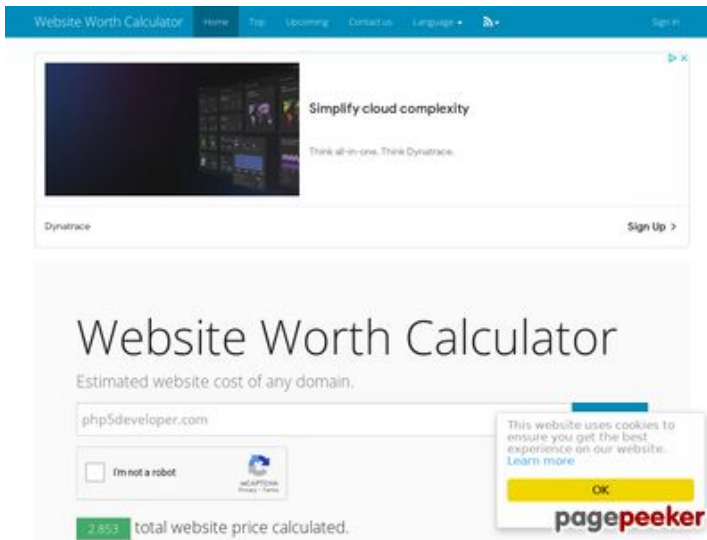 Website Worth Calculator Home Top Upcoming Contact us Language Sign in
Simplify cloud complexity
Think all-in-one. Think Dynatrace.
Dynatrace Sign Up >
Website Worth Calculator
Estimated website cost of any domain.
php5developer.com
This website uses cookies to
ensure you get the best
experience on our website.
Learn more
OK
I'm not a robot
reCAPTCHA
Privacy - Terms
2,853 total website price calculated.
pagepeeker